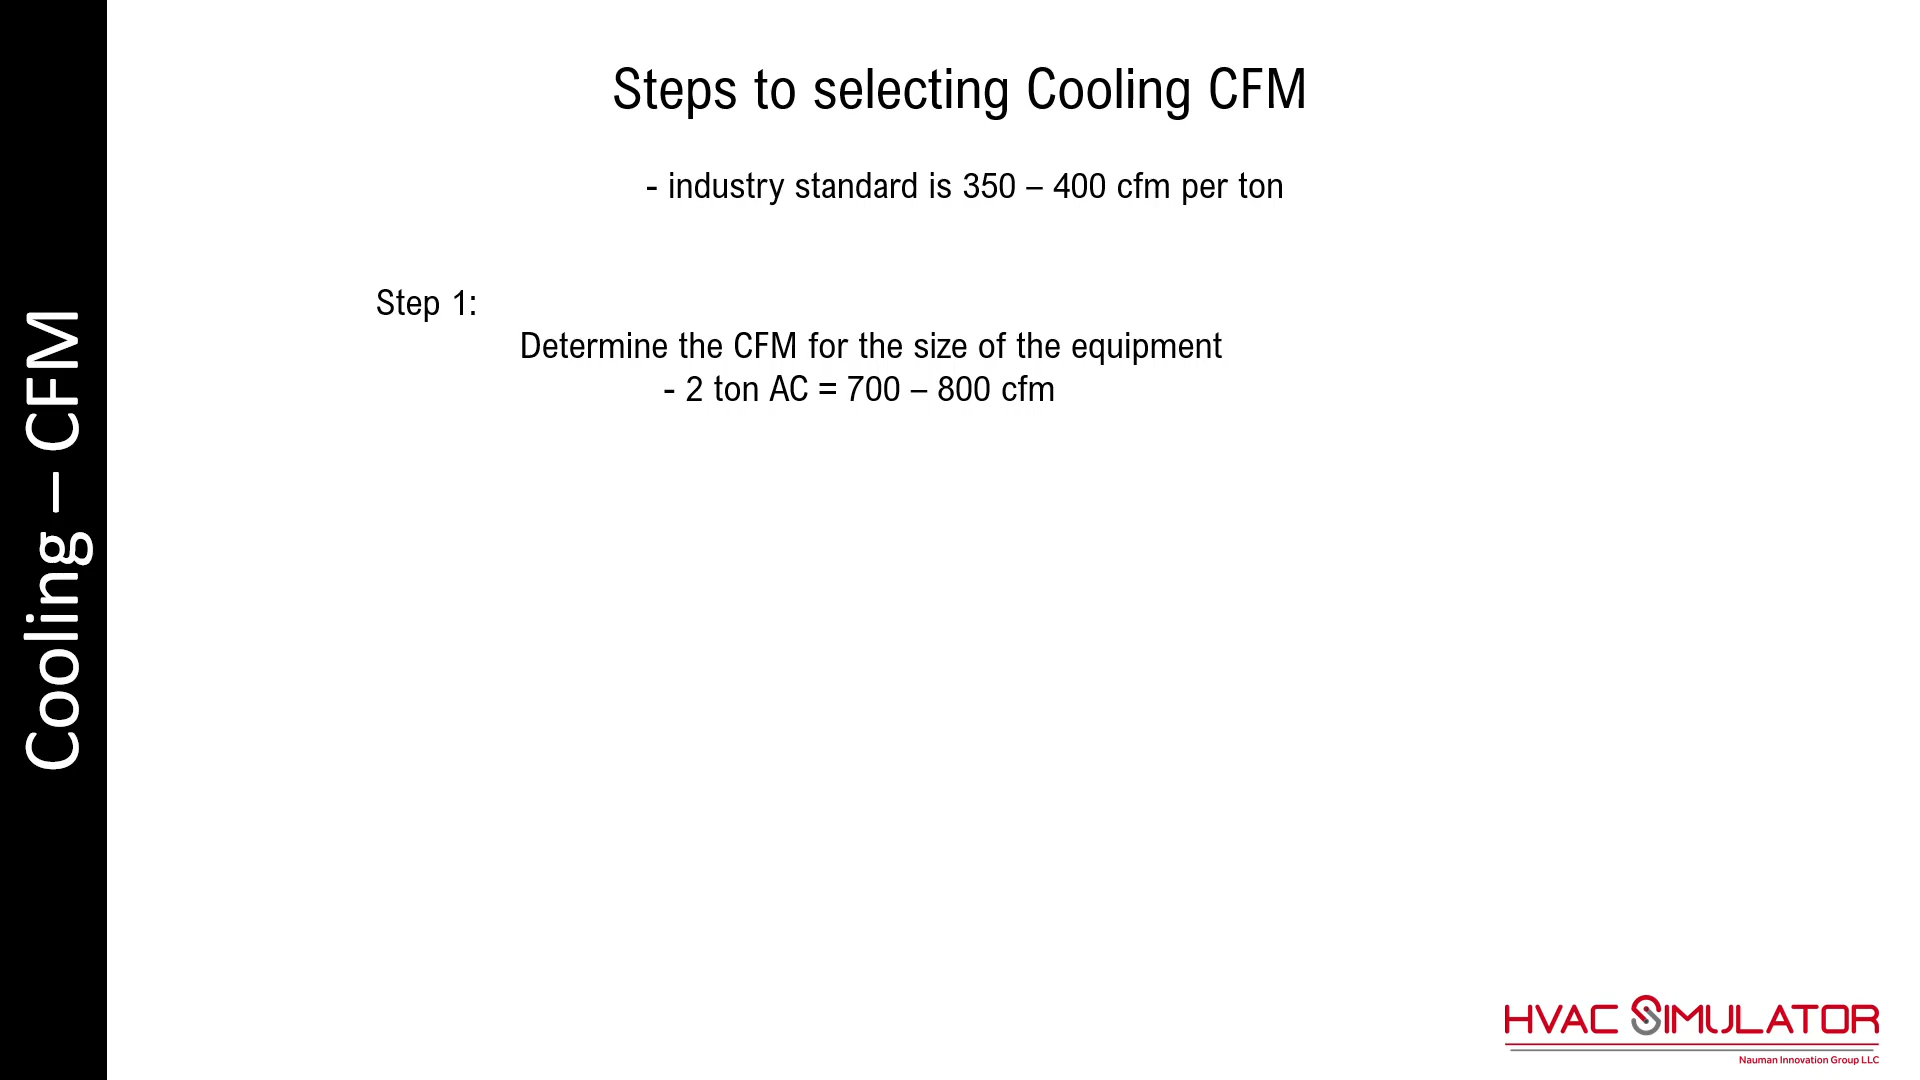 Cooling – CFM
Steps to selecting Cooling CFM
- industry standard is 350 – 400 cfm per ton
Step 1:
Determine the CFM for the size of the equipment
- 2 ton AC = 700 – 800 cfm
HVAC SIMULATOR
Nauman Innovation Group LLC